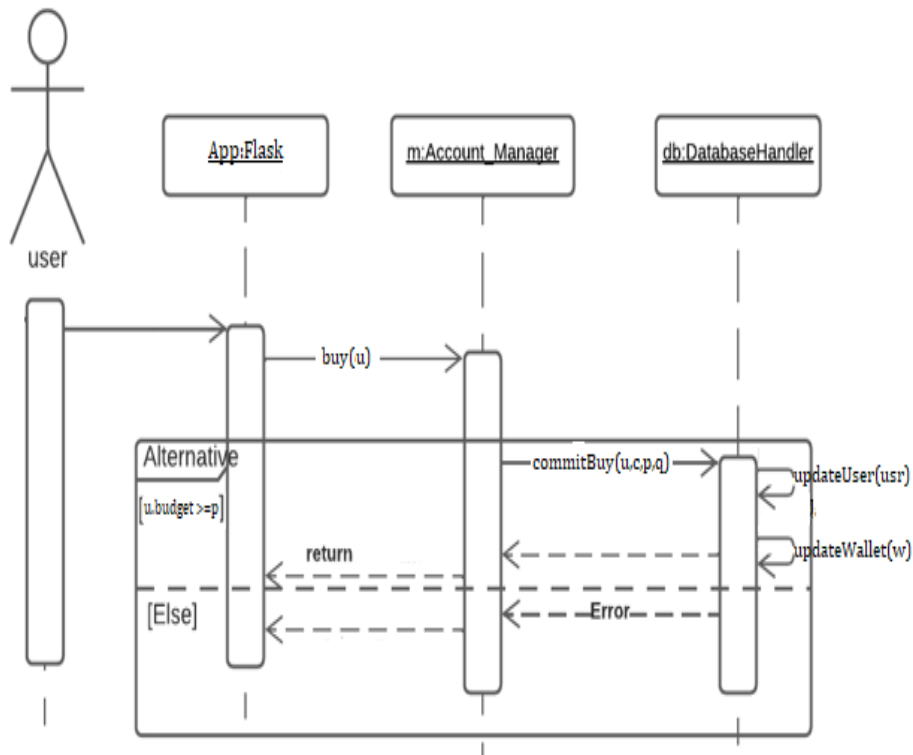 user
App:Flask
m:Account_Manager
db:DatabaseHandler
buy(u)
Alternative
[u.budget >=p]
commitBuy(u,c,p,q)
updateUser(usr)
updateWallet(w)
return
[Else]
Error